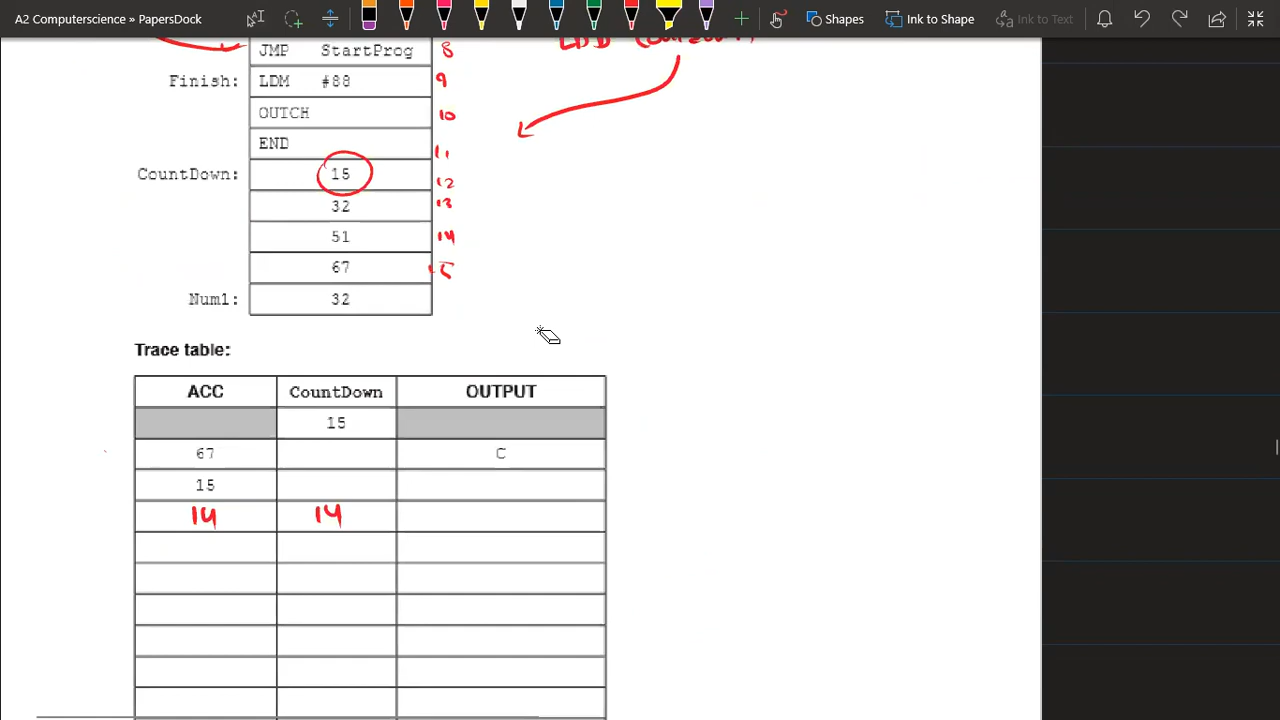 A2 Computerscience » PapersDock
Shapes
Ink to Shape
Ink to Text
JMP StartProg 8
Finish: LDM #88 9
OUTCH 10
END 11
CountDown: 15 12
32 13
51 14
67 15
Num1: 32
Trace table:
ACC CountDown OUTPUT
15
67 C
15
14 14